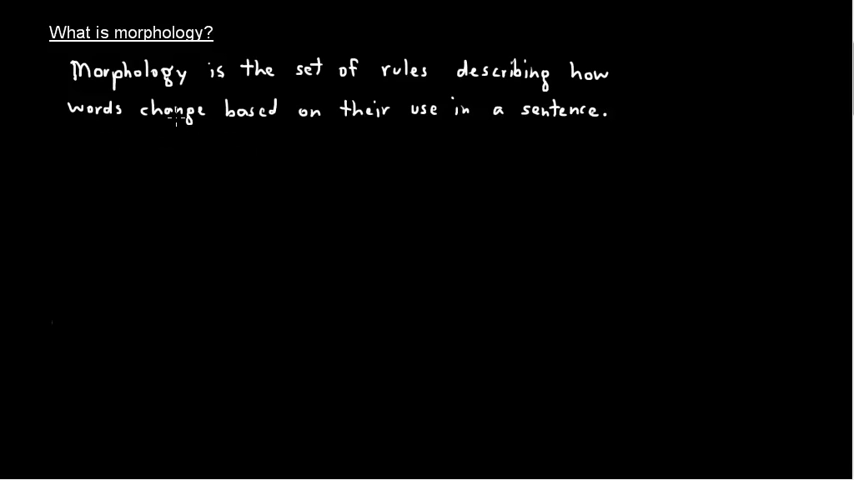 What is morphology?
Morphology is the set of rules describing how
words change based on their use in a sentence.